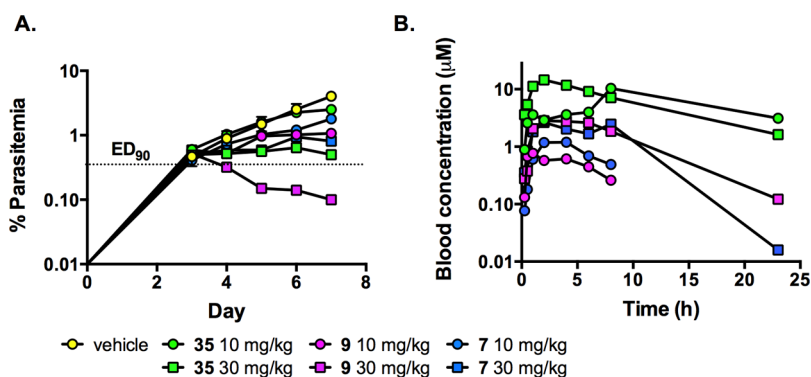 A.
B.
% Parasitemia
10
1
0.1
0.01
ED90
0
2
4
6
8
Day
Blood concentration (μM)
10
1
0.10
0.01
0
5
10
15
20
25
Time (h)
vehicle
35 10 mg/kg
9 10 mg/kg
7 10 mg/kg
35 30 mg/kg
9 30 mg/kg
7 30 mg/kg